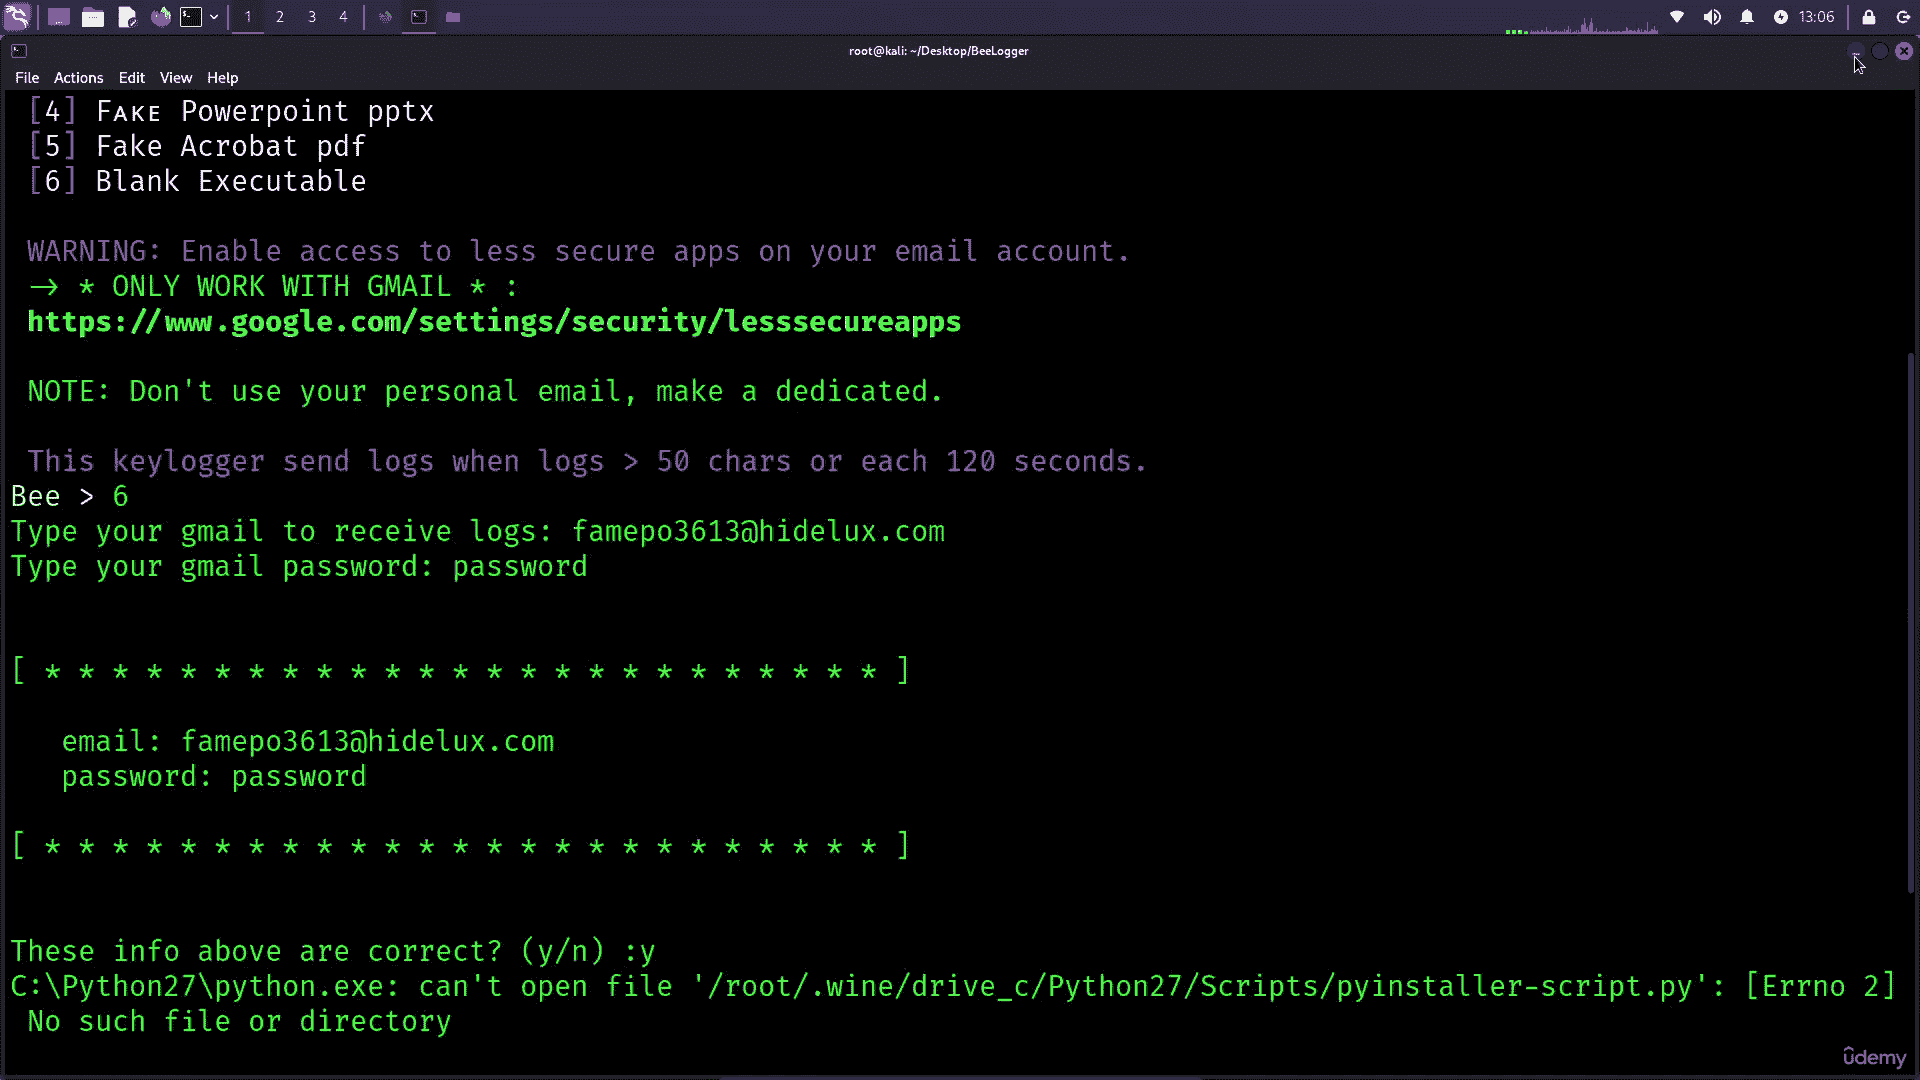 1 2 3 4 13:06
root@kali: ~/Desktop/BeeLogger
File Actions Edit View Help
[4] Fᴀᴋᴇ Powerpoint pptx
[5] Fake Acrobat pdf
[6] Blank Executable
WARNING: Enable access to less secure apps on your email account.
→ * ONLY WORK WITH GMAIL * :
https://www.google.com/settings/security/lesssecureapps
NOTE: Don't use your personal email, make a dedicated.
This keylogger send logs when logs > 50 chars or each 120 seconds.
Bee > 6
Type your gmail to receive logs: famepo3613@hidelux.com
Type your gmail password: password
[ * * * * * * * * * * * * * * * * * * * * * * * * * ]
email: famepo3613@hidelux.com
password: password
[ * * * * * * * * * * * * * * * * * * * * * * * * * ]
These info above are correct? (y/n) :y
C:\Python27\python.exe: can't open file '/root/.wine/drive_c/Python27/Scripts/pyinstaller-script.py': [Errno 2]
No such file or directory
ûdemy